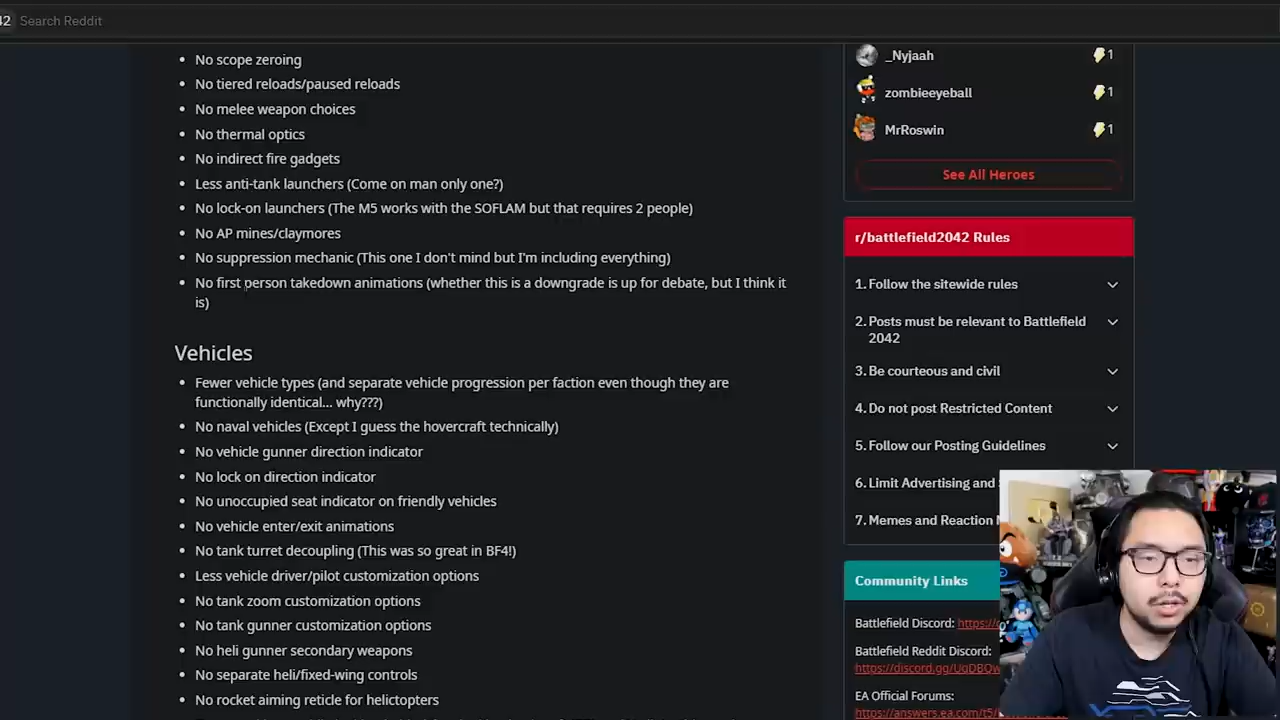 42 Search Reddit
No scope zeroing
No tiered reloads/paused reloads
No melee weapon choices
No thermal optics
No indirect fire gadgets
Less anti-tank launchers (Come on man only one?)
No lock-on launchers (The M5 works with the SOFLAM but that requires 2 people)
No AP mines/claymores
No suppression mechanic (This one I don't mind but I'm including everything)
No first person takedown animations (whether this is a downgrade is up for debate, but I think it
is)
Vehicles
Fewer vehicle types (and separate vehicle progression per faction even though they are
functionally identical... why???)
No naval vehicles (Except I guess the hovercraft technically)
No vehicle gunner direction indicator
No lock on direction indicator
No unoccupied seat indicator on friendly vehicles
No vehicle enter/exit animations
No tank turret decoupling (This was so great in BF4!)
Less vehicle driver/pilot customization options
No tank zoom customization options
No tank gunner customization options
No heli gunner secondary weapons
No separate heli/fixed-wing controls
No rocket aiming reticle for helictopters
_Nyjaah 1
zombieeyeball 1
MrRoswin 1
See All Heroes
r/battlefield2042 Rules
1. Follow the sitewide rules
2. Posts must be relevant to Battlefield
2042
3. Be courteous and civil
4. Do not post Restricted Content
5. Follow our Posting Guidelines
6. Limit Advertising and
7. Memes and Reaction
Community Links
Battlefield Discord: https://
Battlefield Reddit Discord:
https://discord.gg/UqDBQw
EA Official Forums:
https://answers.ea.com/t5/